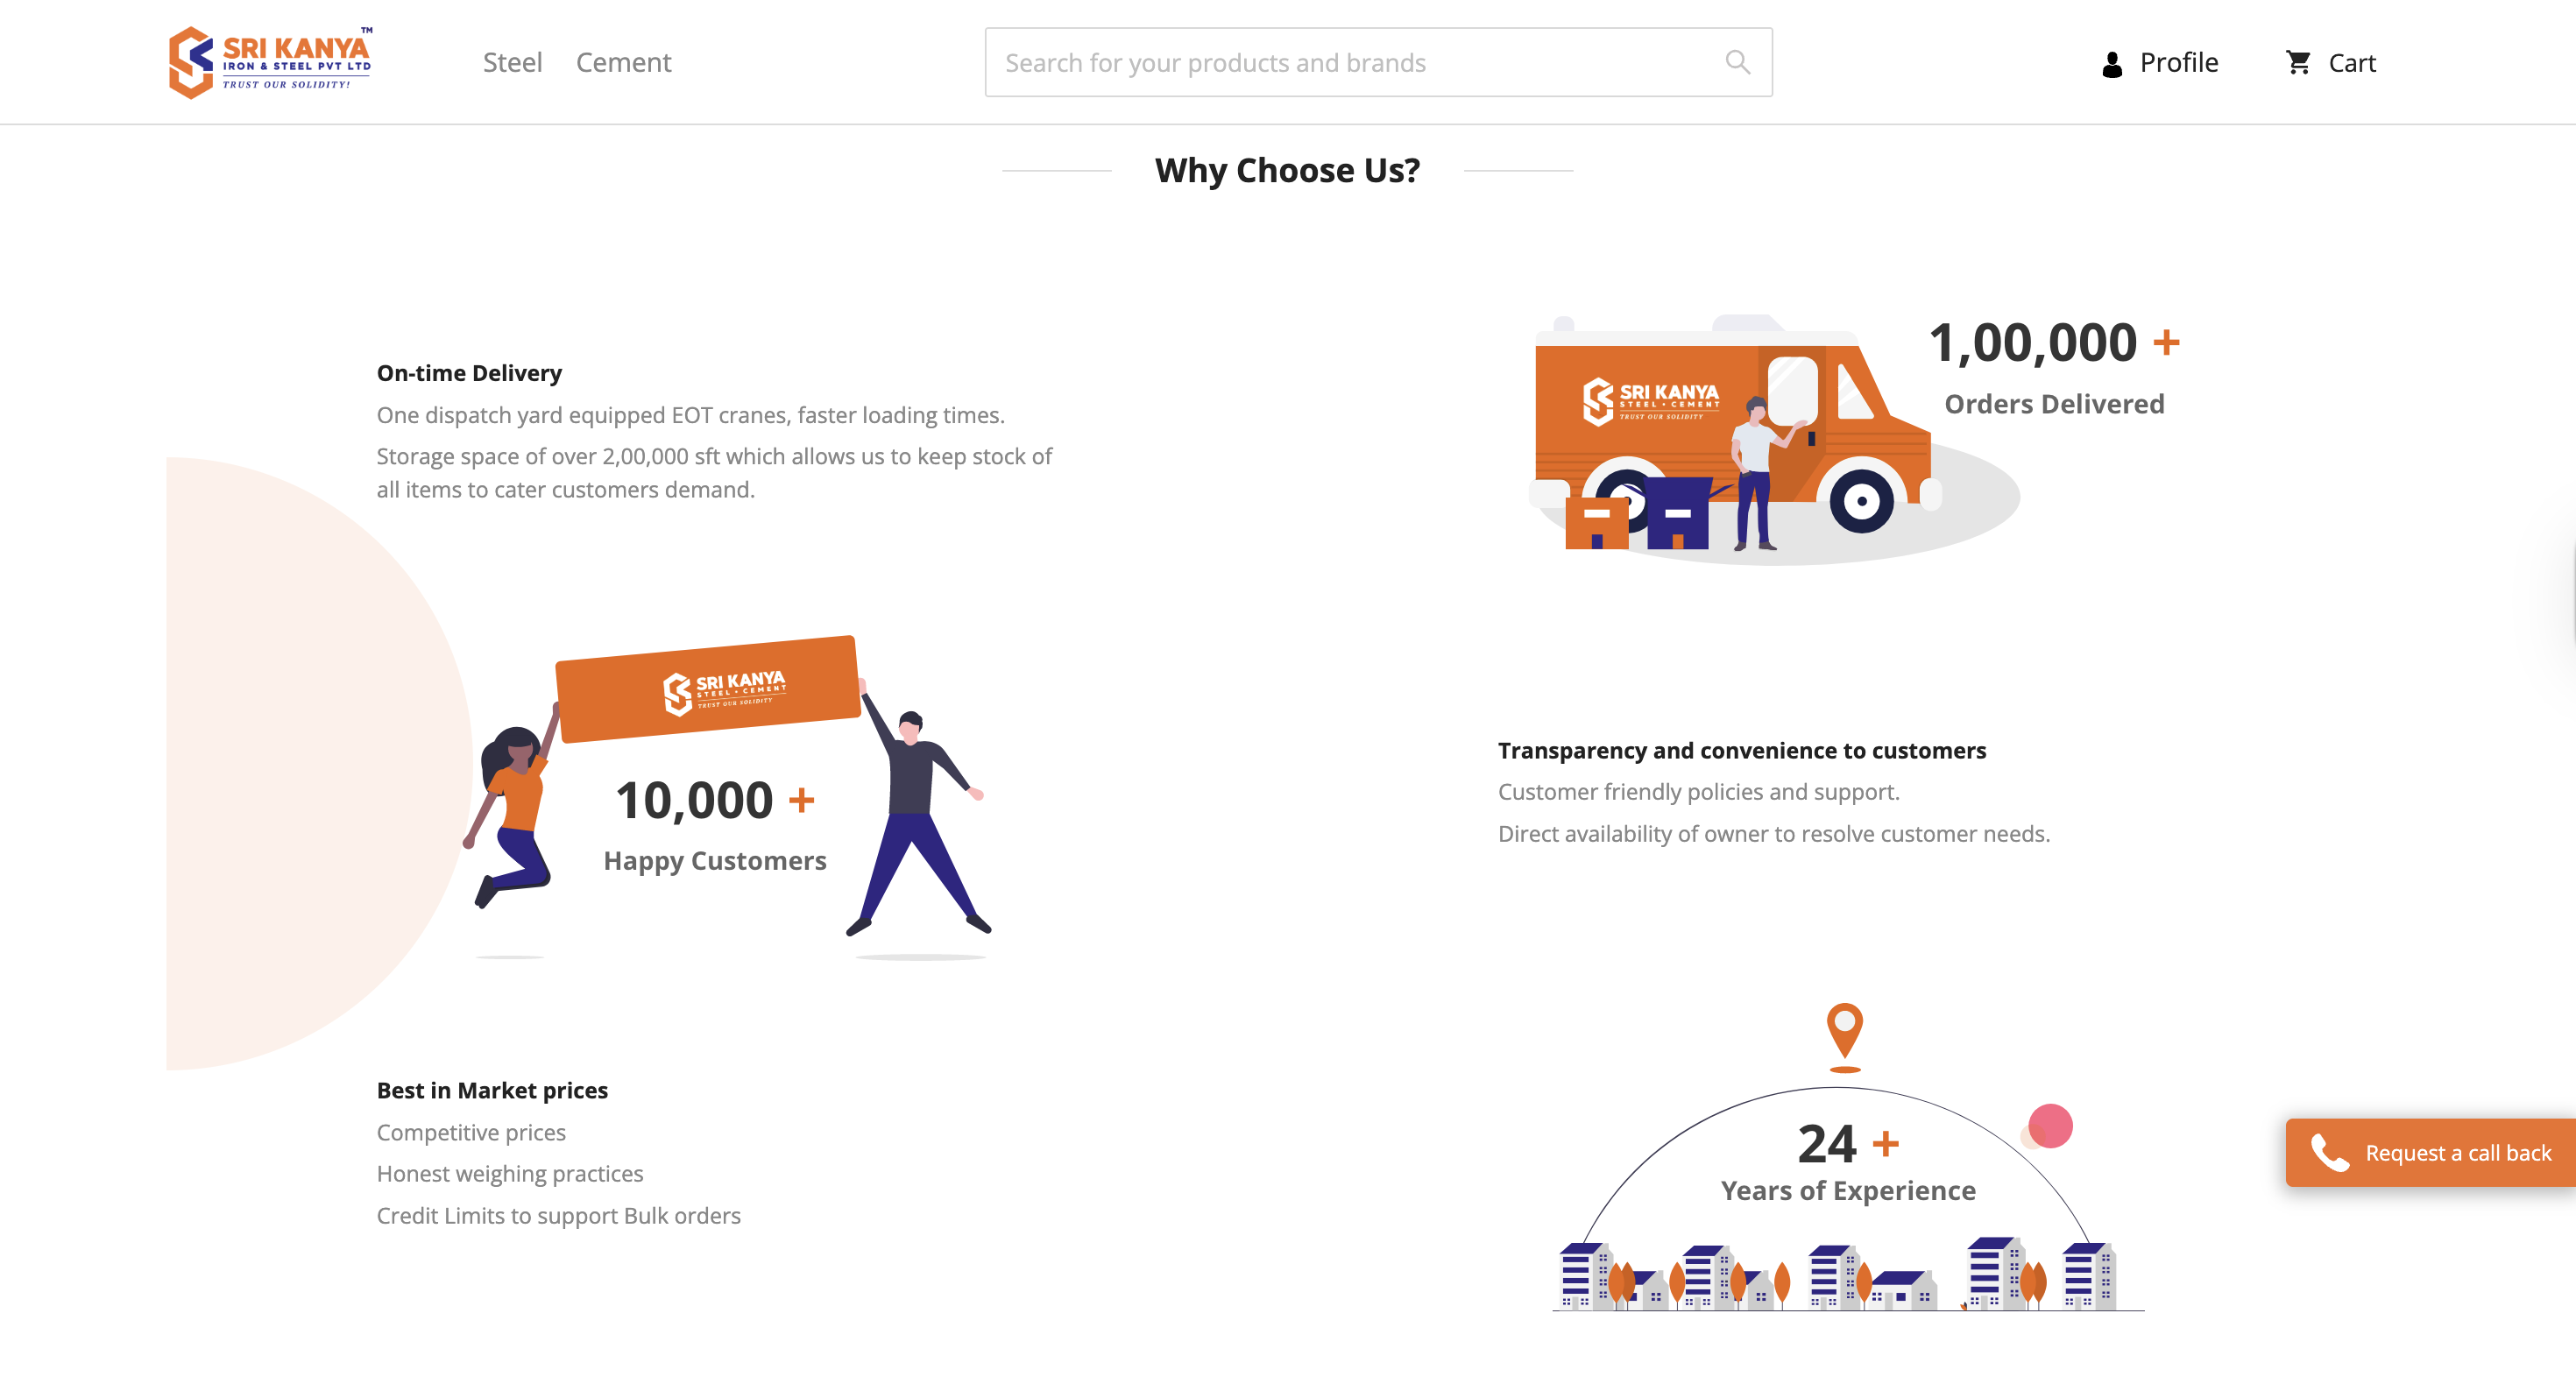 SRI KANYA TM
IRON & STEEL PVT LTD
TRUST OUR SOLIDITY!
Steel
Cement
Search for your products and brands
Profile
Cart
Why Choose Us?
On-time Delivery
One dispatch yard equipped EOT cranes, faster loading times.
Storage space of over 2,00,000 sft which allows us to keep stock of
all items to cater customers demand.
SRI KANYA
STEEL • CEMENT
TRUST OUR SOLIDITY
1,00,000 +
Orders Delivered
SRI KANYA
STEEL • CEMENT
TRUST OUR SOLIDITY
10,000 +
Happy Customers
Transparency and convenience to customers
Customer friendly policies and support.
Direct availability of owner to resolve customer needs.
Best in Market prices
Competitive prices
Honest weighing practices
Credit Limits to support Bulk orders
24 +
Years of Experience
Request a call back